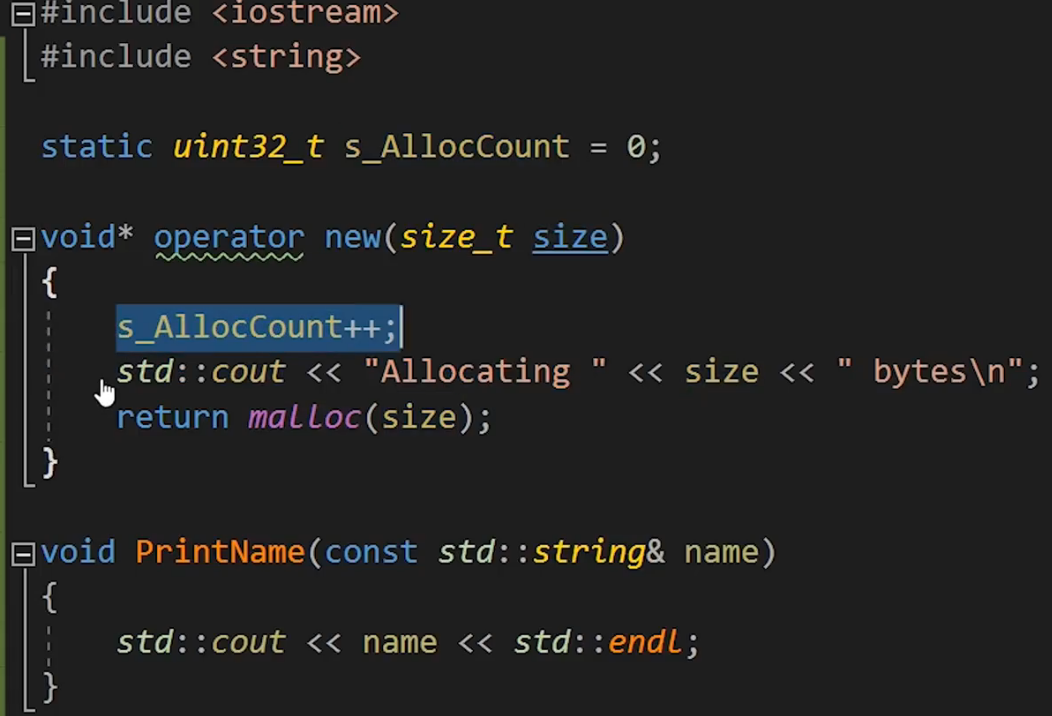 #include <iostream>
#include <string>
static uint32_t s_AllocCount = 0;
void* operator new(size_t size)
{
s_AllocCount++;
std::cout << "Allocating " << size << " bytes\n";
return malloc(size);
}
void PrintName(const std::string& name)
{
std::cout << name << std::endl;
}